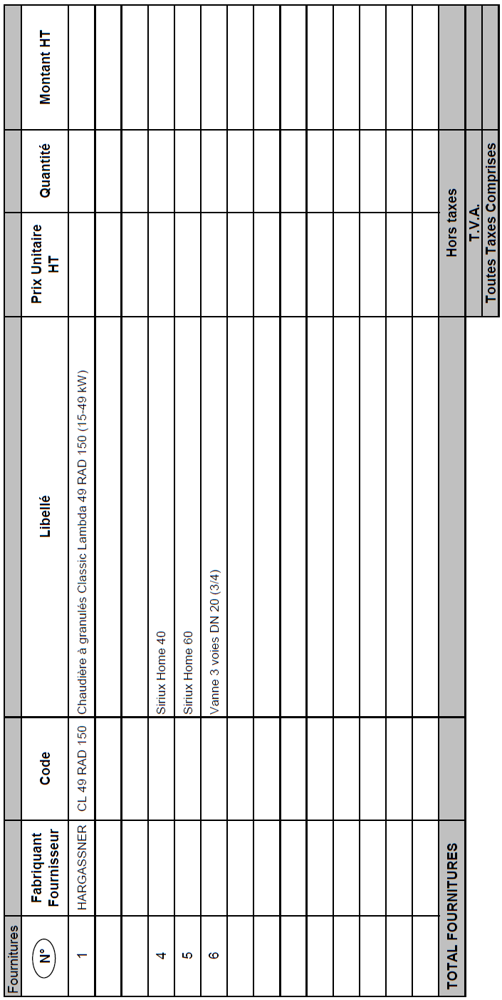 Fournitures
N° Fabriquant Fournisseur Code Libellé Prix Unitaire HT Quantité Montant HT
1 HARGASSNER CL 49 RAD 150 Chaudière à granulés Classic Lambda 49 RAD 150 (15-49 kW)
4 Siriux Home 40
5 Siriux Home 60
6 Vanne 3 voies DN 20 (3/4)
TOTAL FOURNITURES Hors taxes
T.V.A.
Toutes Taxes Comprises